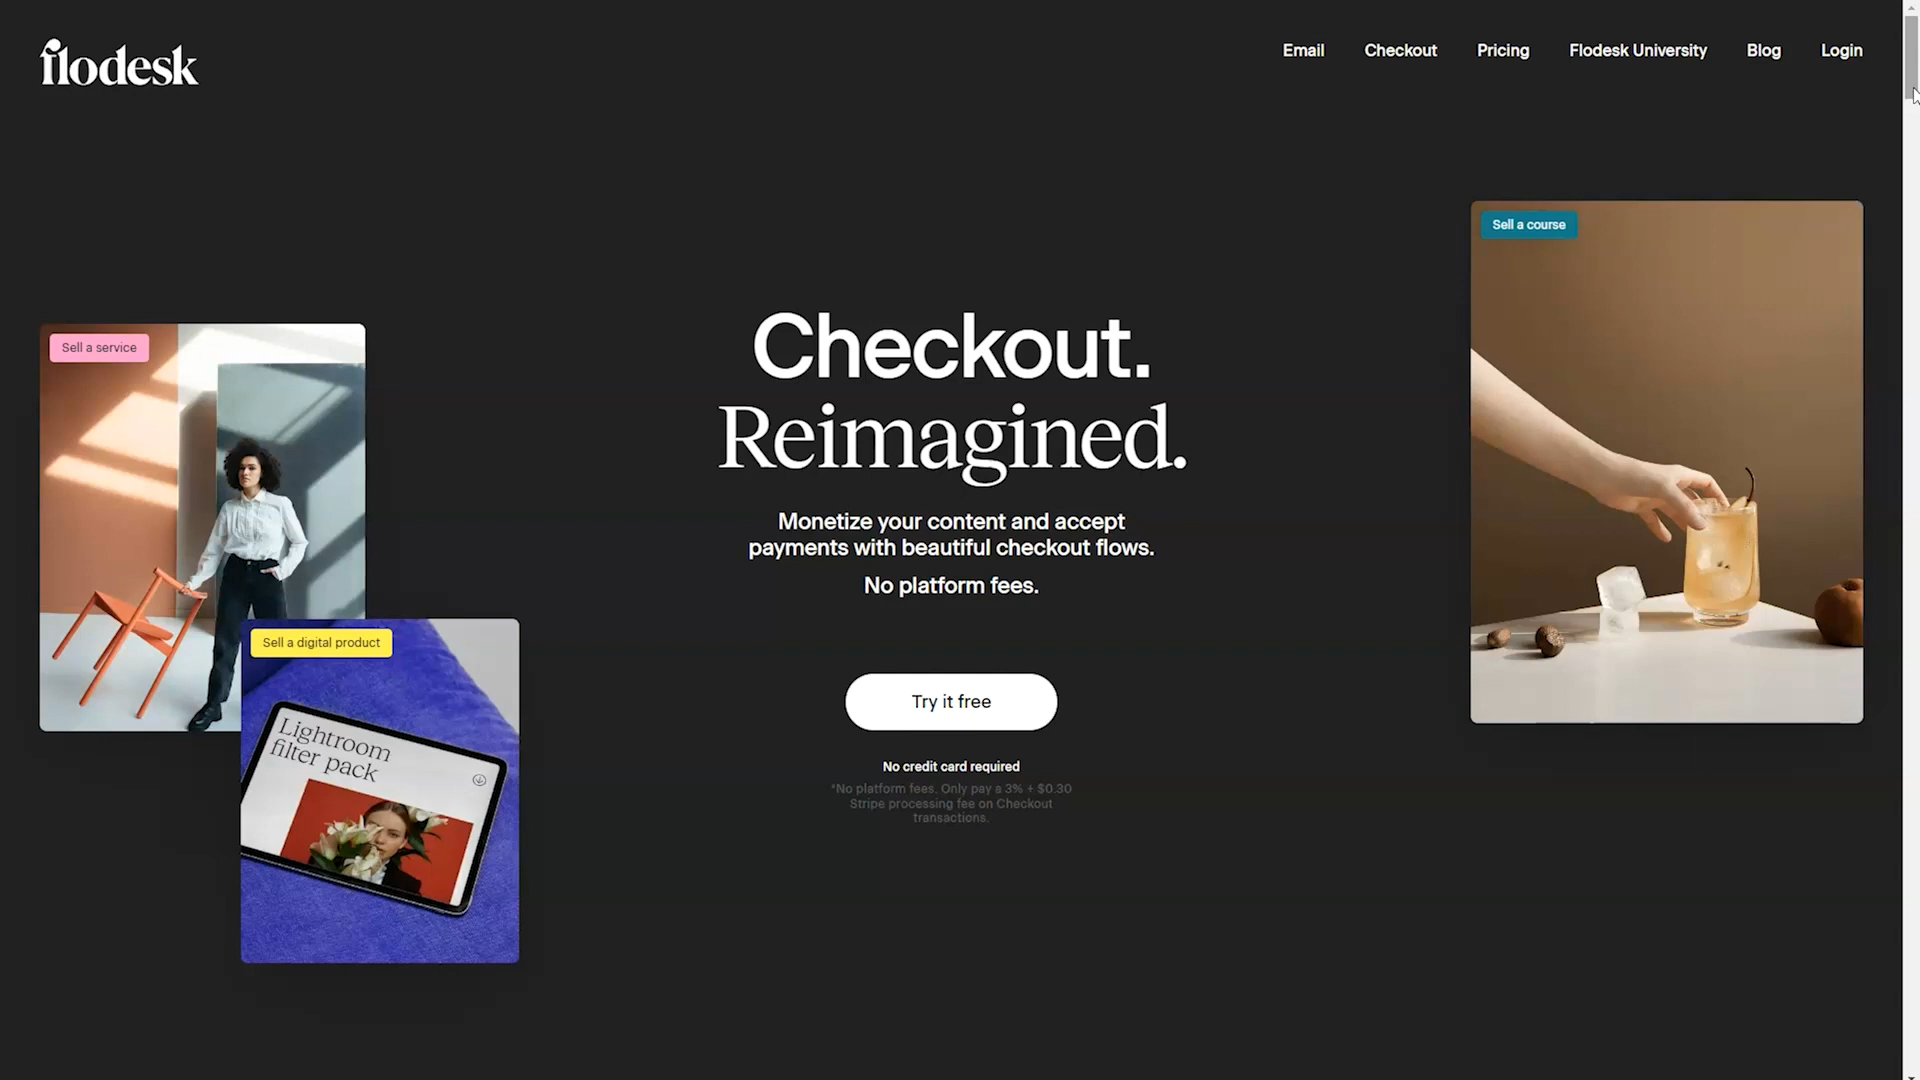 flodesk
Email
Checkout
Pricing
Flodesk University
Blog
Login
Sell a course
Sell a service
Checkout.
Reimagined.
Monetize your content and accept
payments with beautiful checkout flows.
No platform fees.
Sell a digital product
Lightroom
filter pack
Try it free
No credit card required
*No platform fees. Only pay a 3% + $0.30
Stripe processing fee on Checkout
transactions.